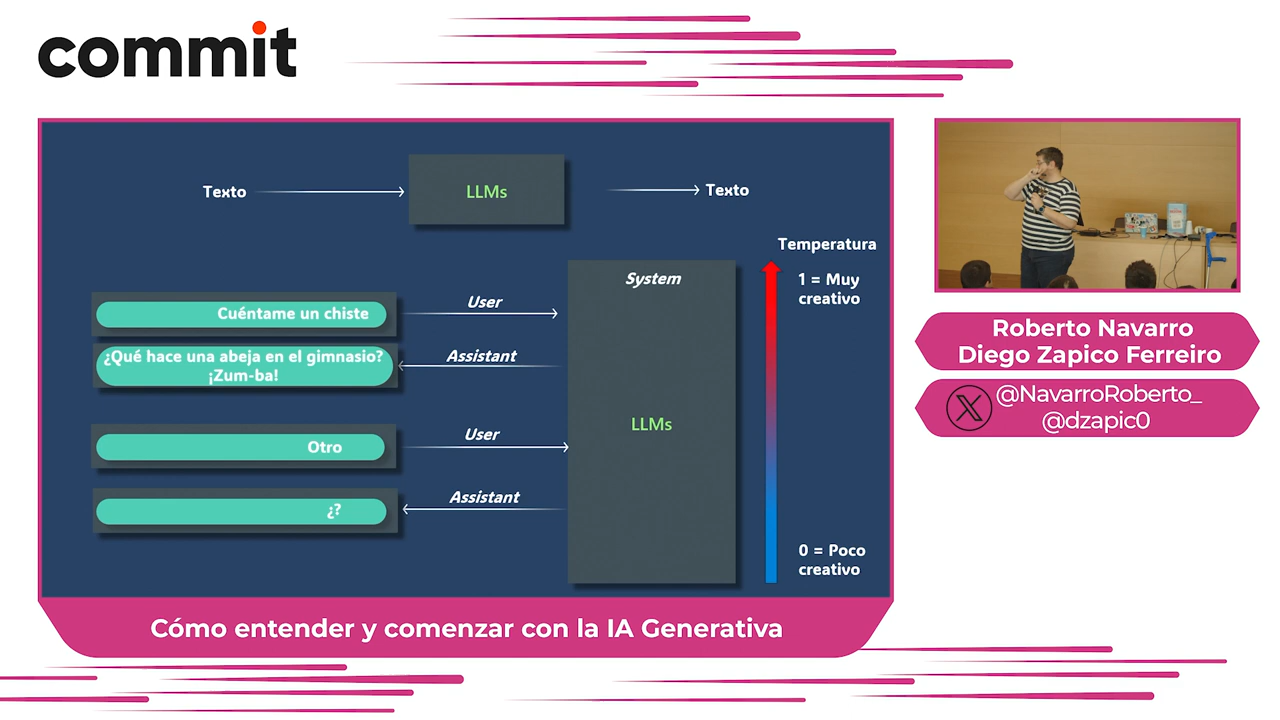 commit
Texto
LLMs
Texto
Temperatura
System
1 = Muy
creativo
Cuéntame un chiste
User
¿Qué hace una abeja en el gimnasio?
¡Zum-ba!
Assistant
Otro
User
LLMs
¿?
Assistant
0 = Poco
creativo
Roberto Navarro
Diego Zapico Ferreiro
@NavarroRoberto_
@dzapic0
Cómo entender y comenzar con la IA Generativa